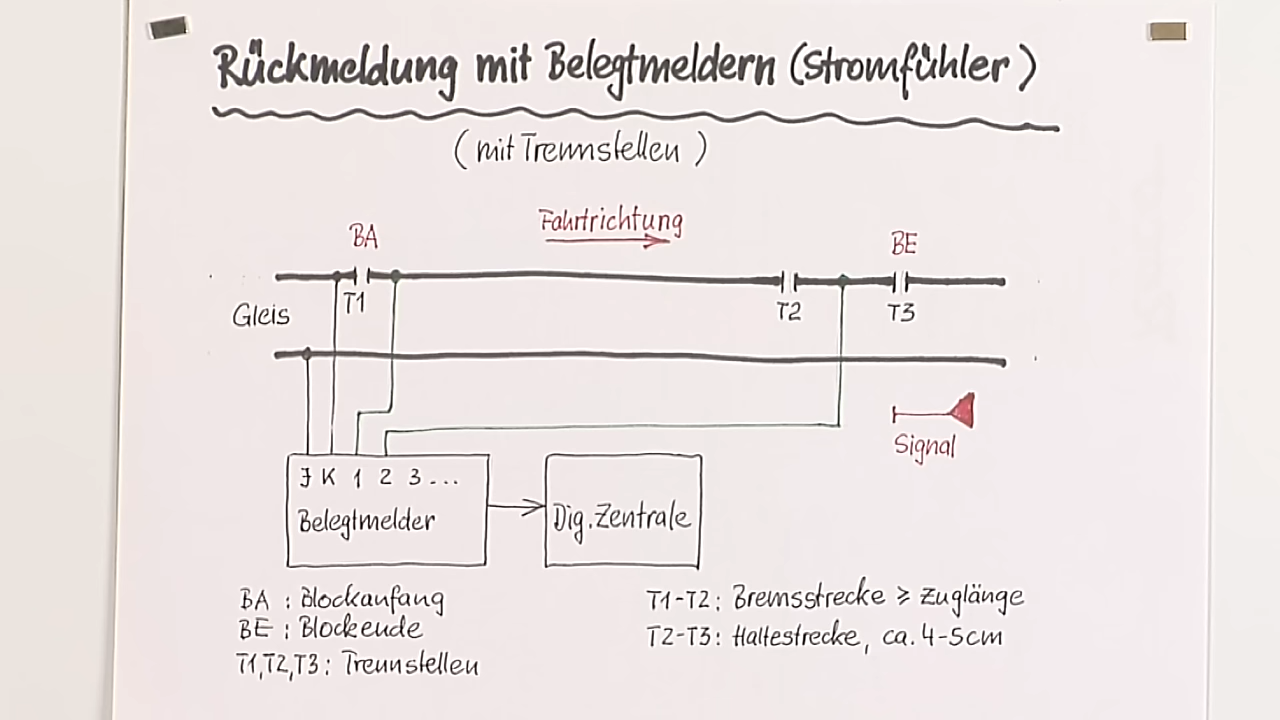 Rückmeldung mit Belegtmeldern (Stromfühler)
(mit Trennstellen)
Fahrtrichtung
BA
BE
T1
T2
T3
Gleis
Signal
J K 1 2 3 ...
Belegtmelder
Dig. Zentrale
BA : Blockanfang
BE : Blockende
T1, T2, T3 : Trennstellen
T1-T2 : Bremsstrecke ≥ Zuglänge
T2-T3 : Haltestrecke, ca. 4-5cm